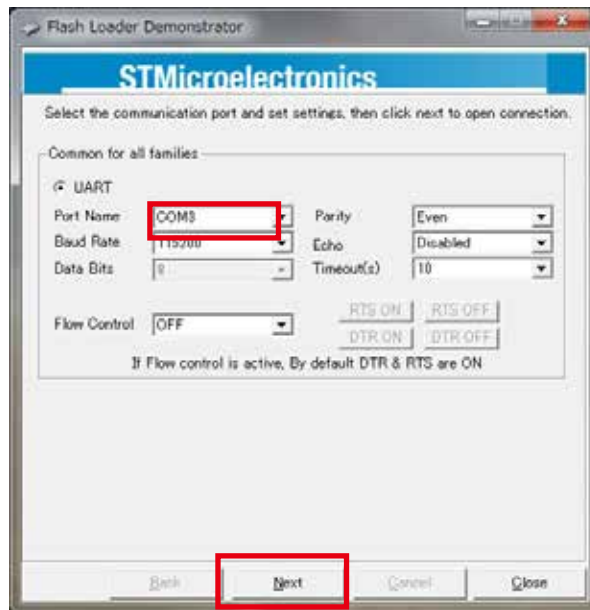 Flash Loader Demonstrator
STMicroelectronics
Select the communication port and set settings, then click next to open connection.
Common for all families
UART
Port Name COM3 Parity Even
Baud Rate 115200 Echo Disabled
Data Bits 8 Timeout(s) 10
RTS ON RTS OFF
Flow Control OFF
DTR ON DTR OFF
If Flow control is active, By default DTR & RTS are ON
Back Next Cancel Close